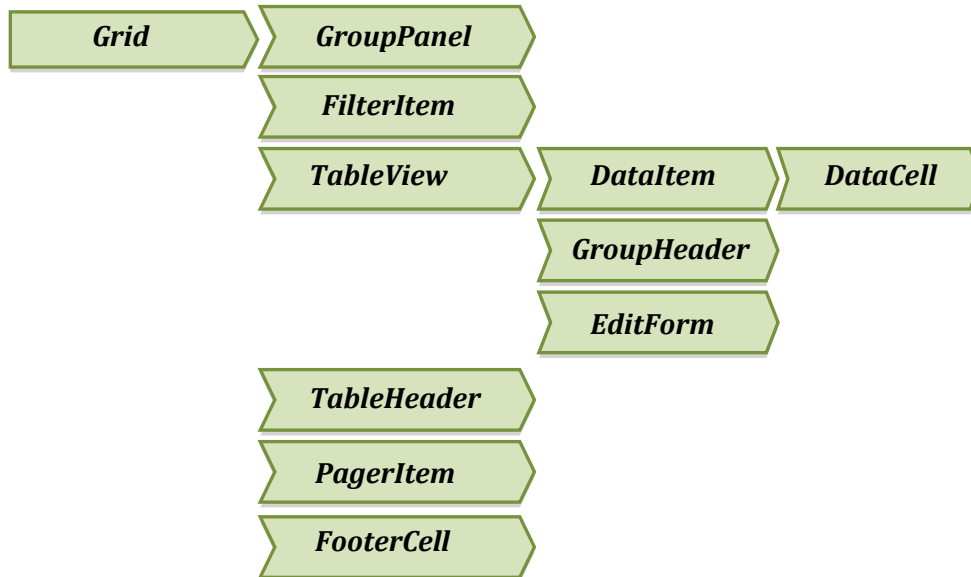 Grid
GroupPanel
FilterItem
TableView
DataItem
DataCell
GroupHeader
EditForm
TableHeader
PagerItem
FooterCell